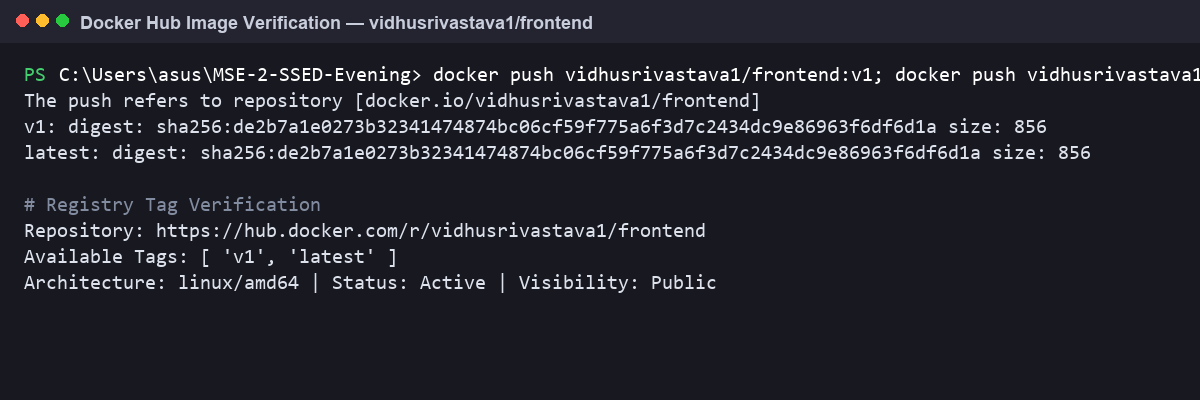 Docker Hub Image Verification — vidhusrivastava1/frontend
PS C:\Users\asus\MSE-2-SSED-Evening> docker push vidhusrivastava1/frontend:v1; docker push vidhusrivastava1
The push refers to repository [docker.io/vidhusrivastava1/frontend]
v1: digest: sha256:de2b7a1e0273b32341474874bc06cf59f775a6f3d7c2434dc9e86963f6df6d1a size: 856
latest: digest: sha256:de2b7a1e0273b32341474874bc06cf59f775a6f3d7c2434dc9e86963f6df6d1a size: 856
# Registry Tag Verification
Repository: https://hub.docker.com/r/vidhusrivastava1/frontend
Available Tags: [ 'v1', 'latest' ]
Architecture: linux/amd64 | Status: Active | Visibility: Public